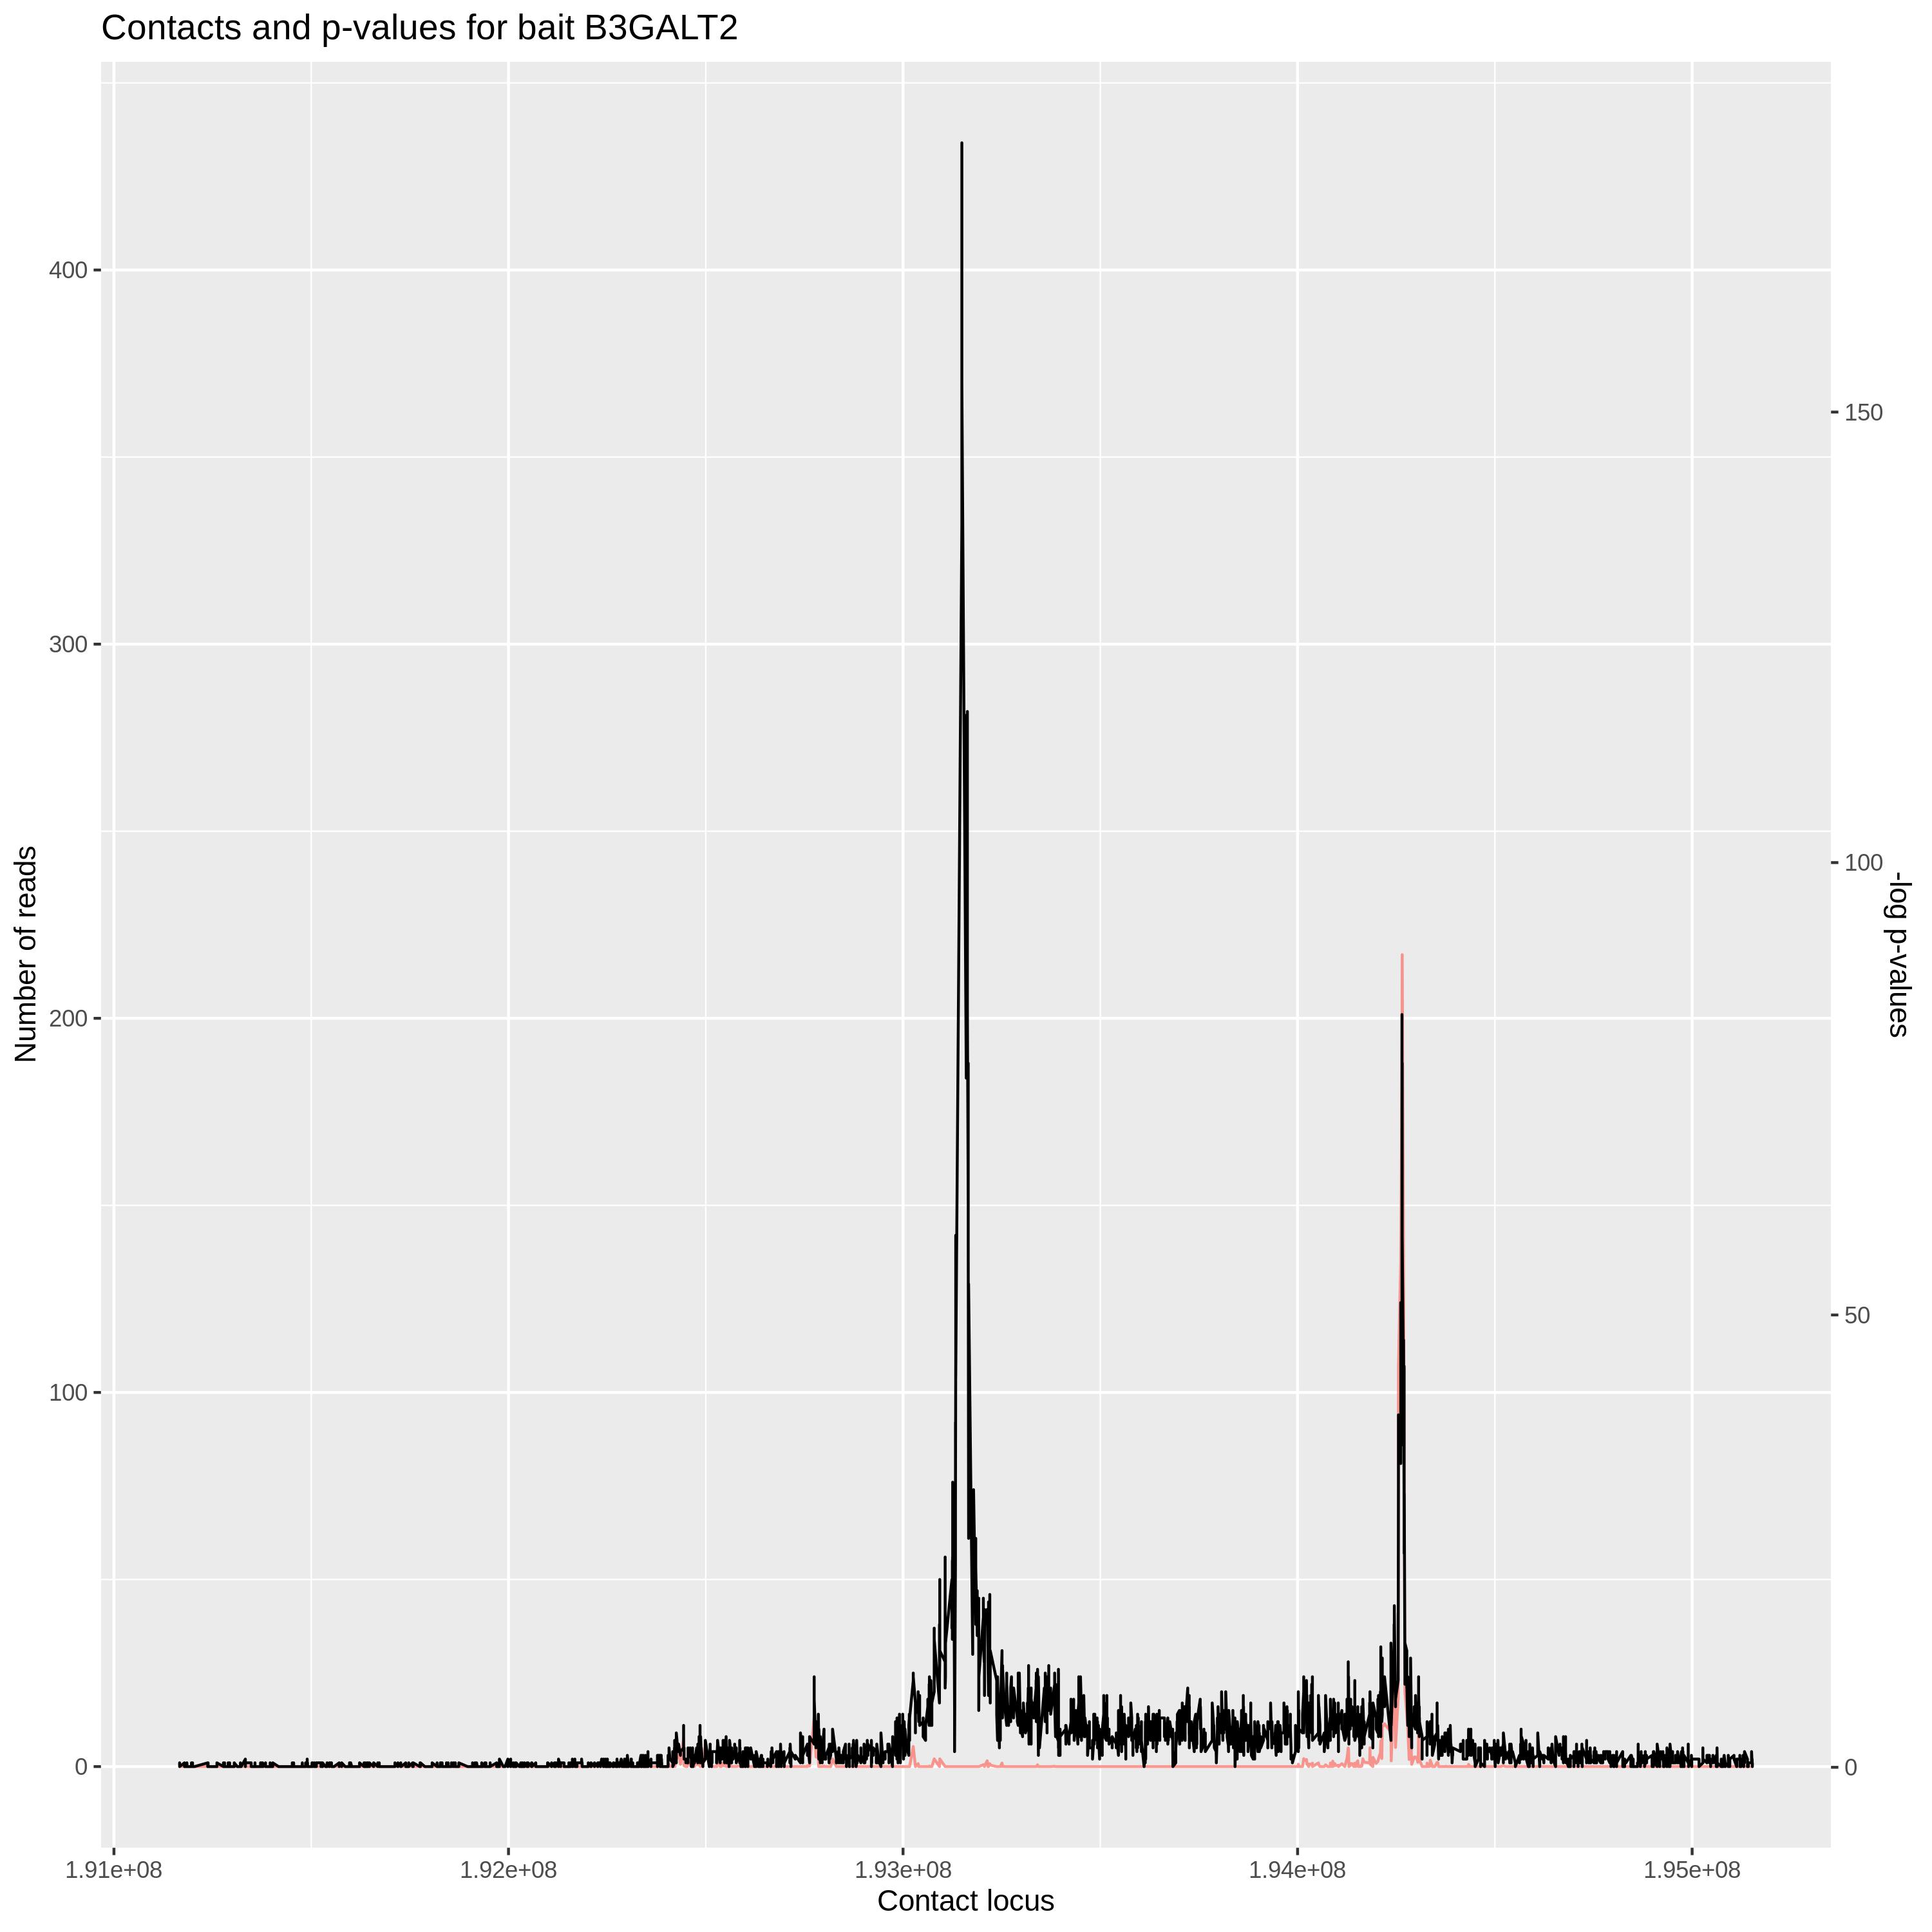 Contacts and p-values for bait B3GALT2
400
300
200
100
0
Number of reads
150
100
50
0
-log p-values
1.91e+08
1.92e+08
1.93e+08
1.94e+08
1.95e+08
Contact locus